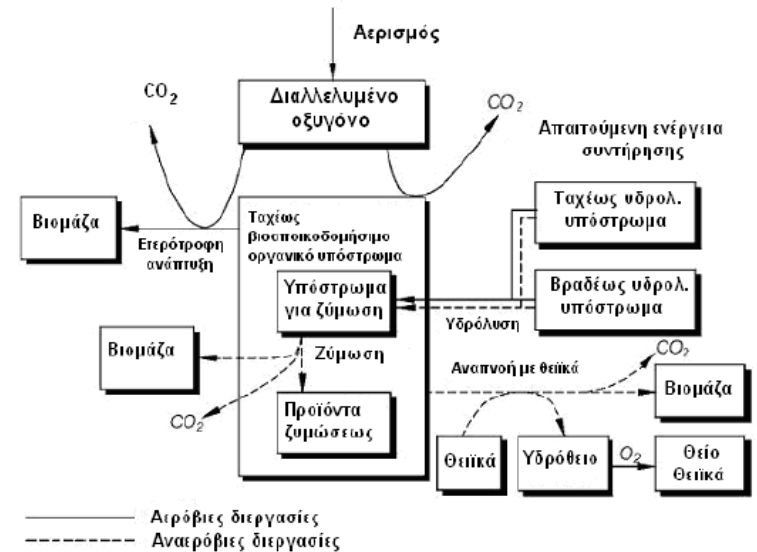 Αερισμός
CO2
Διαλλελυμένο
οξυγόνο
CO2
Απαιτούμενη ενέργεια
συντήρησης
Ταχέως υδρολ.
υπόστρωμα
Βιομάζα
Ετερότροφη
ανάπτυξη
Ταχέως
βιοαποικοδομήσιμο
οργανικό υπόστρωμα
Υπόστρωμα
για ζύμωση
Βραδέως υδρολ.
υπόστρωμα
Υδρόλυση
Βιομάζα
Ζύμωση
CO2
Αναπνοή με θειϊκά
CO2
Βιομάζα
Προϊόντα
ζυμώσεως
Θειϊκά
Υδρόθειο
O2
Θείο
Θειϊκά
Αερόβιες διεργασίες
Αναερόβιες διεργασίες